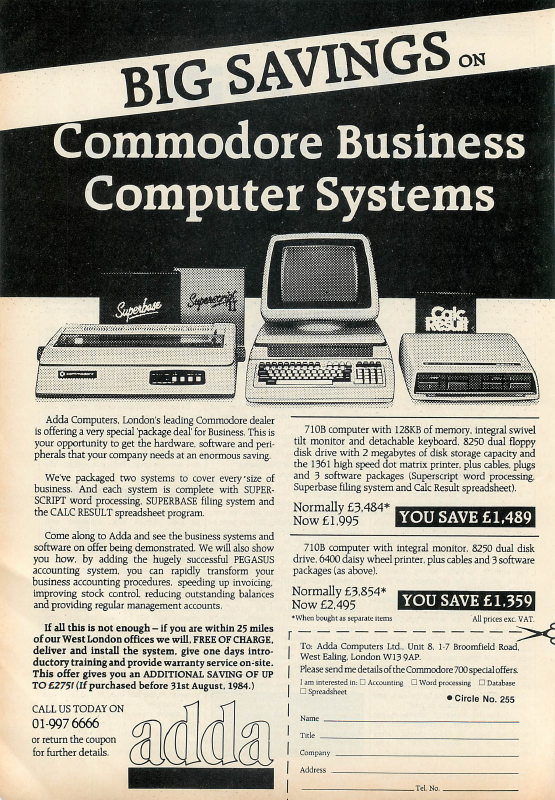 BIG SAVINGS ON
Commodore Business
Computer Systems
Superbase
Superscript
II
Calc
Result
Adda Computers, London's leading Commodore dealer
is offering a very special 'package deal' for Business. This is
your opportunity to get the hardware, software and peri-
pherals that your company needs at an enormous saving.
We've packaged two systems to cover every size of
business. And each system is complete with SUPER-
SCRIPT word processing, SUPERBASE filing system and
the CALC RESULT spreadsheet program.
Come along to Adda and see the business systems and
software on offer being demonstrated. We will also show
you how, by adding the hugely successful PEGASUS
accounting system, you can rapidly transform your
business accounting procedures, speeding up invoicing,
improving stock control, reducing outstanding balances
and providing regular management accounts.
If all this is not enough – if you are within 25 miles
of our West London offices we will, FREE OF CHARGE,
deliver and install the system, give one days intro-
ductory training and provide warranty service on-site.
This offer gives you an ADDITIONAL SAVING OF UP
TO £275! (If purchased before 31st August, 1984.)
CALL US TODAY ON
01-997 6666
or return the coupon
for further details.
adda
710B computer with 128KB of memory, integral swivel
tilt monitor and detachable keyboard, 8250 dual floppy
disk drive with 2 megabytes of disk storage capacity and
the 1361 high speed dot matrix printer, plus cables, plugs
and 3 software packages (Superscript word processing,
Superbase filing system and Calc Result spreadsheet).
Normally £3,484*
Now £1,995
YOU SAVE £1,489
710B computer with integral monitor, 8250 dual disk
drive, 6400 daisy wheel printer, plus cables and 3 software
packages (as above).
Normally £3,854*
Now £2,495
YOU SAVE £1,359
*When bought as separate items
All prices exc. VAT.
To: Adda Computers Ltd., Unit 8, 1-7 Broomfield Road,
West Ealing, London W13 9AP.
Please send me details of the Commodore 700 special offers.
I am interested in: □ Accounting □ Word processing □ Database
□ Spreadsheet
• Circle No. 255
Name
Title
Company
Address
Tel. No.